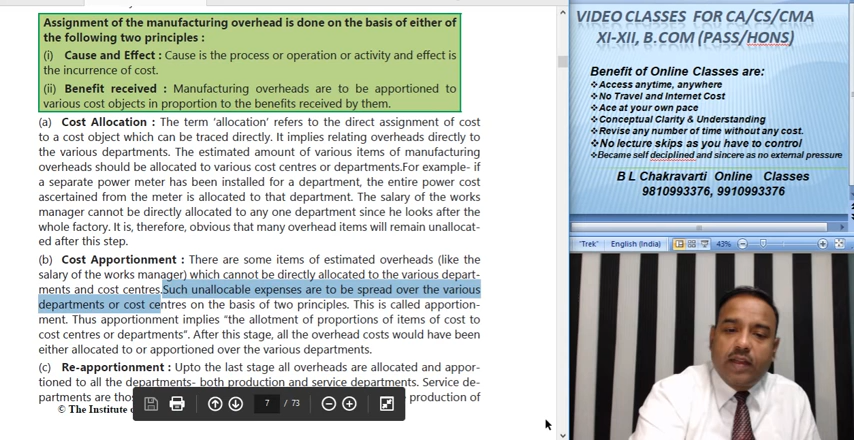 Assignment of the manufacturing overhead is done on the basis of either of
the following two principles :
(i) Cause and Effect : Cause is the process or operation or activity and effect is
the incurrence of cost.
(ii) Benefit received : Manufacturing overheads are to be apportioned to
various cost objects in proportion to the benefits received by them.
(a) Cost Allocation : The term ‘allocation’ refers to the direct assignment of cost
to a cost object which can be traced directly. It implies relating overheads directly to
the various departments. The estimated amount of various items of manufacturing
overheads should be allocated to various cost centres or departments.For example- if
a separate power meter has been installed for a department, the entire power cost
ascertained from the meter is allocated to that department. The salary of the works
manager cannot be directly allocated to any one department since he looks after the
whole factory. It is, therefore, obvious that many overhead items will remain unallocat-
ed after this step.
(b) Cost Apportionment : There are some items of estimated overheads (like the
salary of the works manager) which cannot be directly allocated to the various depart-
ments and cost centres.Such unallocable expenses are to be spread over the various
departments or cost centres on the basis of two principles. This is called apportion-
ment. Thus apportionment implies “the allotment of proportions of items of cost to
cost centres or departments”. After this stage, all the overhead costs would have been
either allocated to or apportioned over the various departments.
(c) Re-apportionment : Upto the last stage all overheads are allocated and appor-
tioned to all the departments- both production and service departments. Service de-
partments are thos production of
© The Institute o
7 / 73
VIDEO CLASSES FOR CA/CS/CMA
XI-XII, B.COM (PASS/HONS)
Benefit of Online Classes are:
❖Access anytime, anywhere
❖No Travel and Internet Cost
❖Ace at your own pace
❖Conceptual Clarity & Understanding
❖Revise any number of time without any cost.
❖No lecture skips as you have to control
❖Became self deciplined and sincere as no external pressure
B L Chakravarti Online Classes
9810993376, 9910993376
"Trek" English (India) 43%